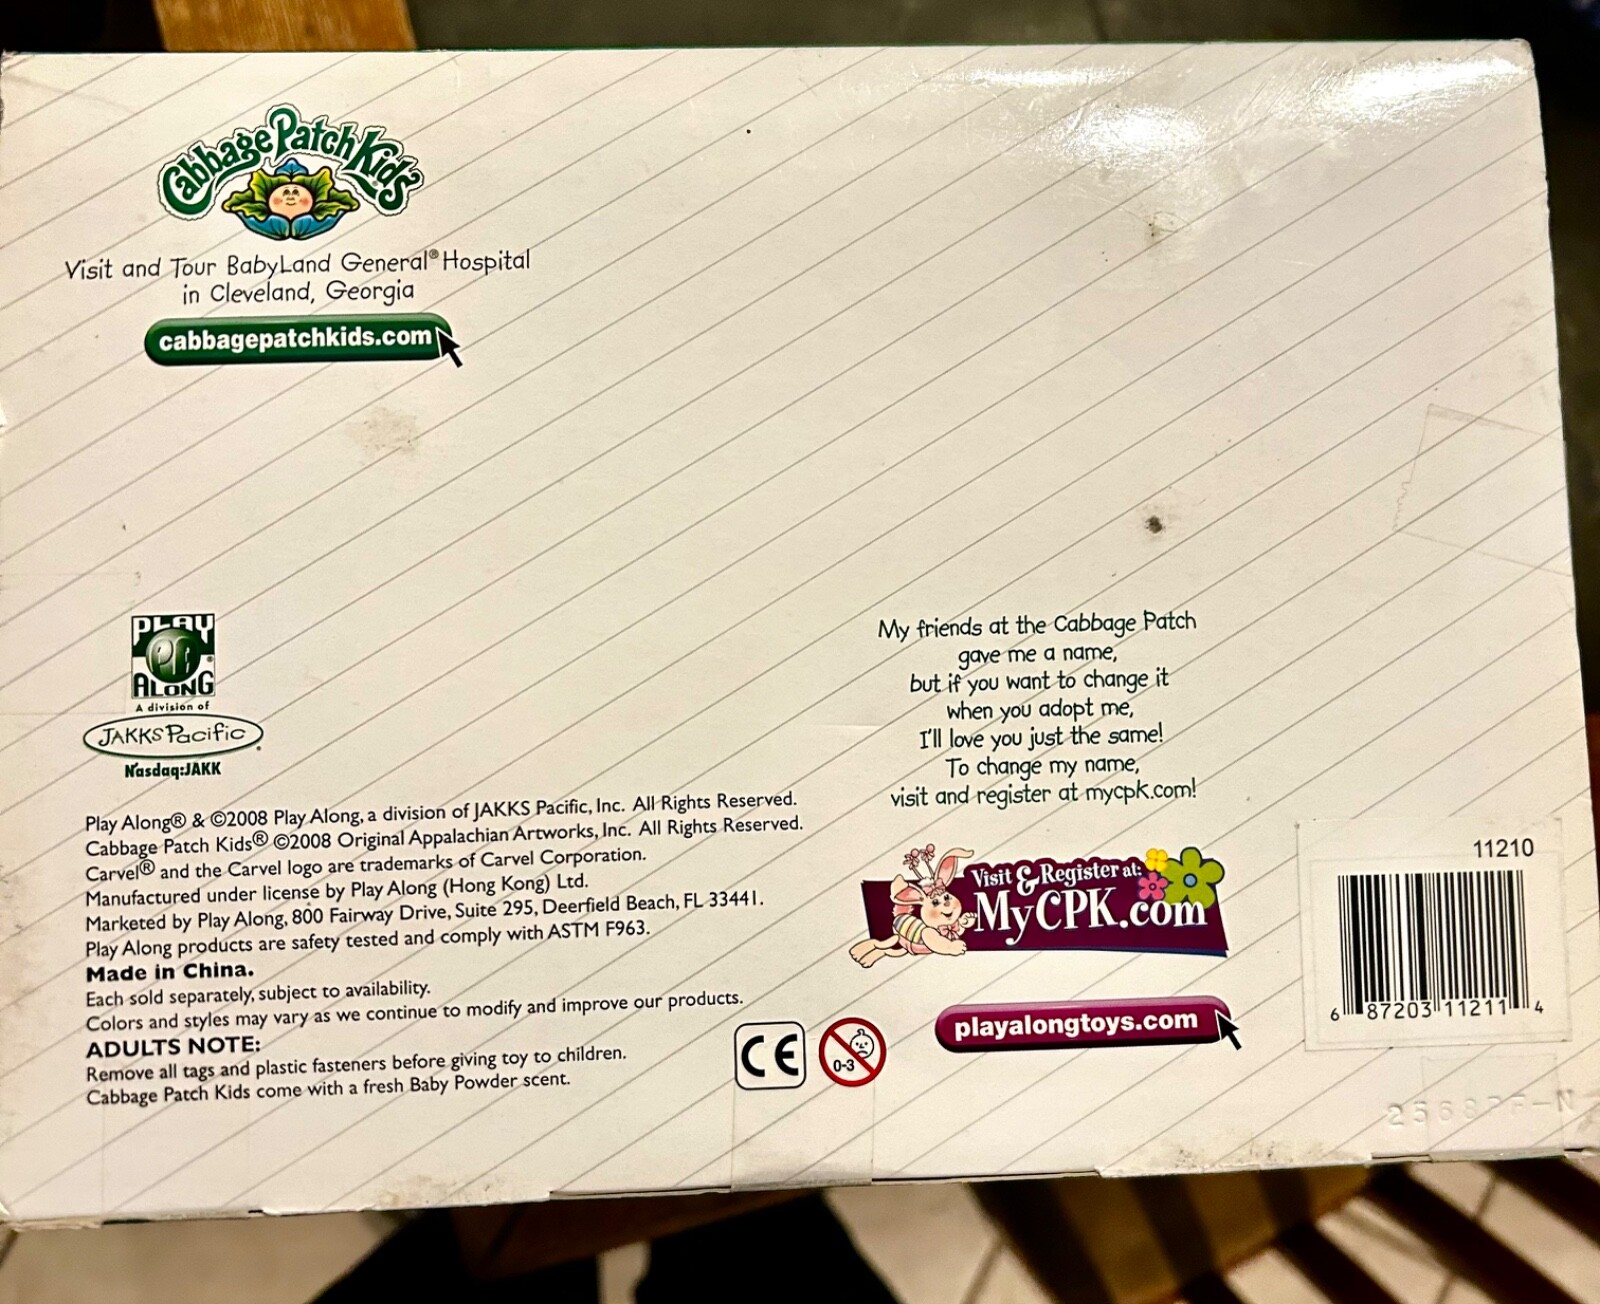 Cabbage Patch Kids
Visit and Tour BabyLand General® Hospital
in Cleveland, Georgia
cabbagepatchkids.com
PLAY
PA
ALONG
A division of
JAKKS Pacific
Nasdaq:JAKK
Play Along® & ©2008 Play Along, a division of JAKKS Pacific, Inc. All Rights Reserved.
Cabbage Patch Kids® ©2008 Original Appalachian Artworks, Inc. All Rights Reserved.
Carvel® and the Carvel logo are trademarks of Carvel Corporation.
Manufactured under license by Play Along (Hong Kong) Ltd.
Marketed by Play Along, 800 Fairway Drive, Suite 295, Deerfield Beach, FL 33441.
Play Along products are safety tested and comply with ASTM F963.
Made in China.
Each sold separately, subject to availability.
Colors and styles may vary as we continue to modify and improve our products.
ADULTS NOTE:
Remove all tags and plastic fasteners before giving toy to children.
Cabbage Patch Kids come with a fresh Baby Powder scent.
CE
0-3
My friends at the Cabbage Patch
gave me a name,
but if you want to change it
when you adopt me,
I'll love you just the same!
To change my name,
visit and register at mycpk.com!
Visit & Register at:
MyCPK.com
playalongtoys.com
11210
6 87203 11211 4